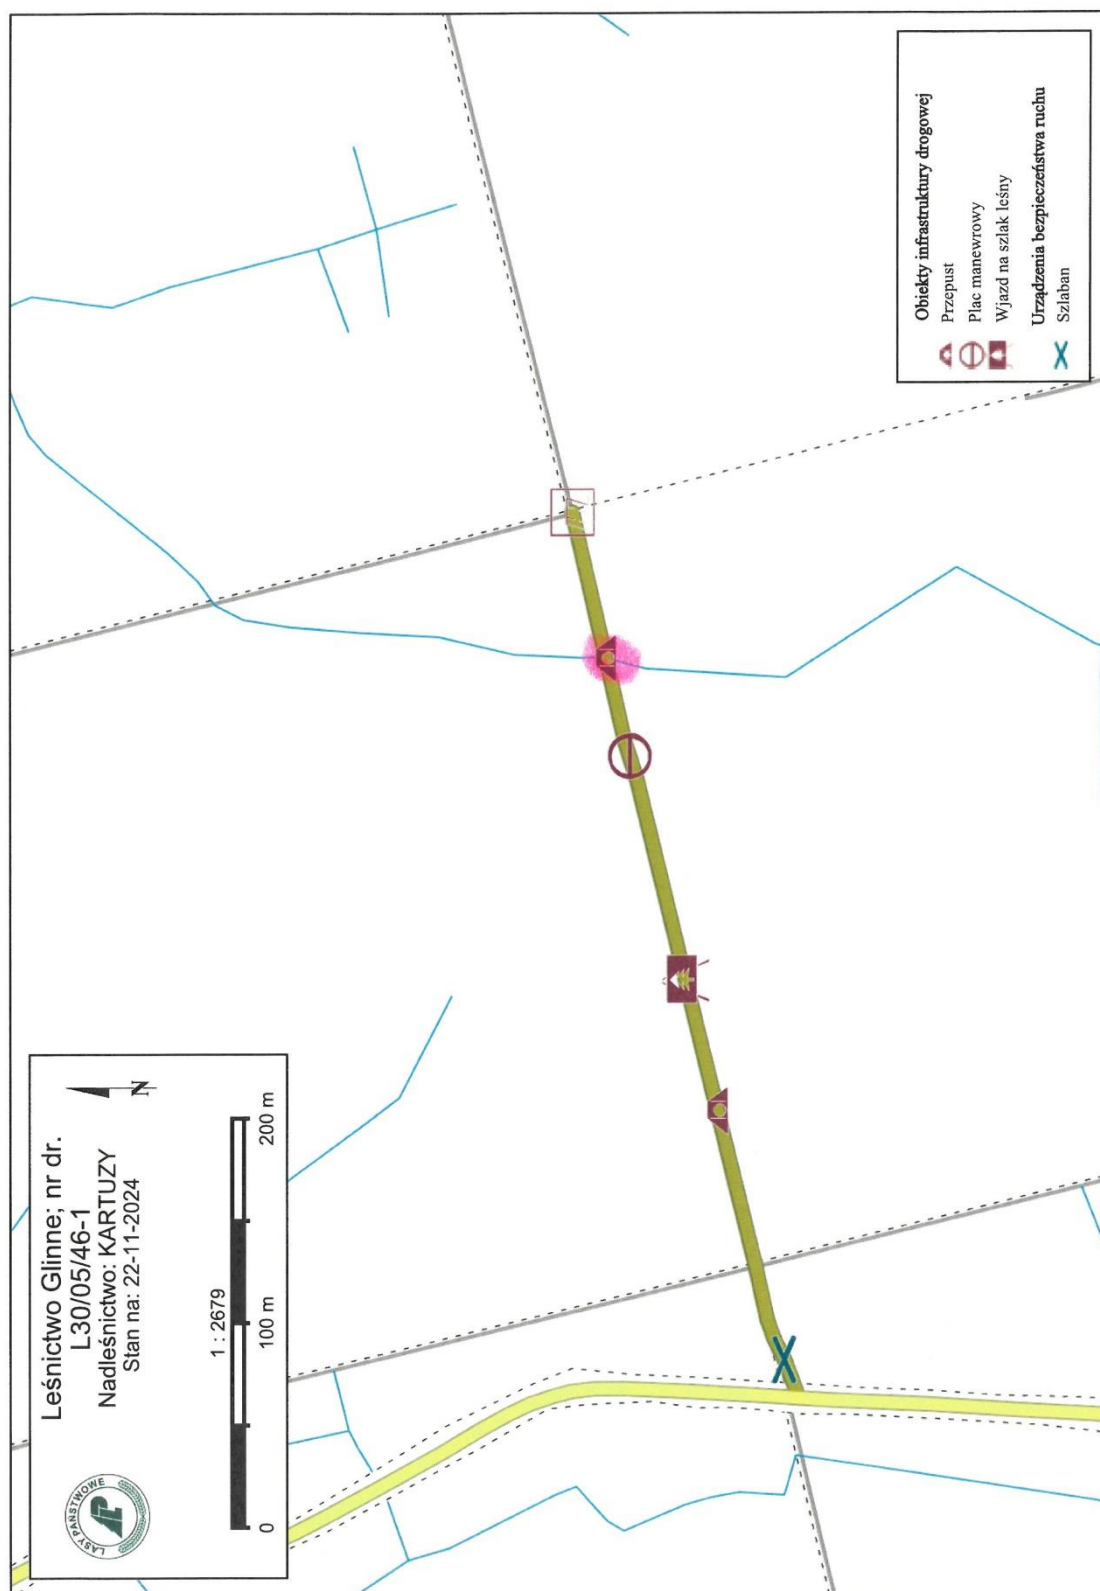 Leśnictwo Glinne; nr dr.
L30/05/46-1
Nadleśnictwo: KARTUZY
Stan na: 22-11-2024
N
LASY PAŃSTWOWE
LP
1 : 2679
0 100 m 200 m
Obiekty infrastruktury drogowej
Przepust
Plac manewrowy
Wjazd na szlak leśny
Urządzenia bezpieczeństwa ruchu
Szlaban